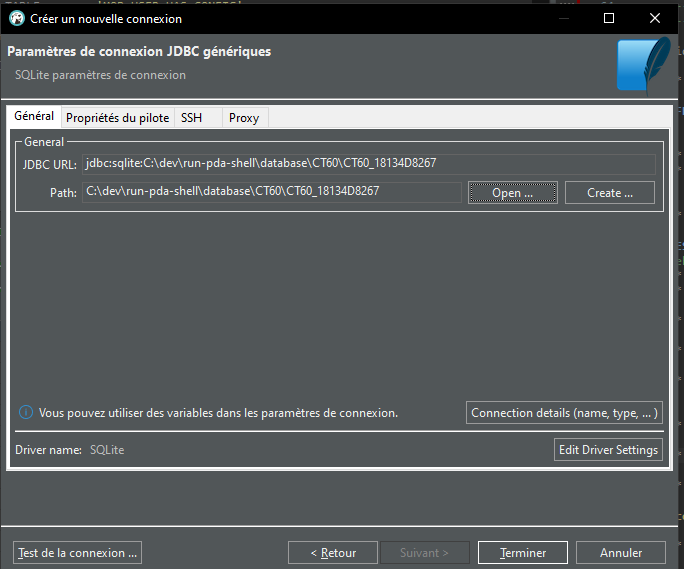 Créer un nouvelle connexion
Paramètres de connexion JDBC génériques
SQLite paramètres de connexion
Général Propriétés du pilote SSH Proxy
General
JDBC URL: jdbc:sqlite:C:\dev\run-pda-shell\database\CT60\CT60_18134D8267
Path: C:\dev\run-pda-shell\database\CT60\CT60_18134D8267 Open ... Create ...
Vous pouvez utiliser des variables dans les paramètres de connexion. Connection details (name, type, ... )
Driver name: SQLite Edit Driver Settings
Test de la connexion ... < Retour Suivant > Terminer Annuler